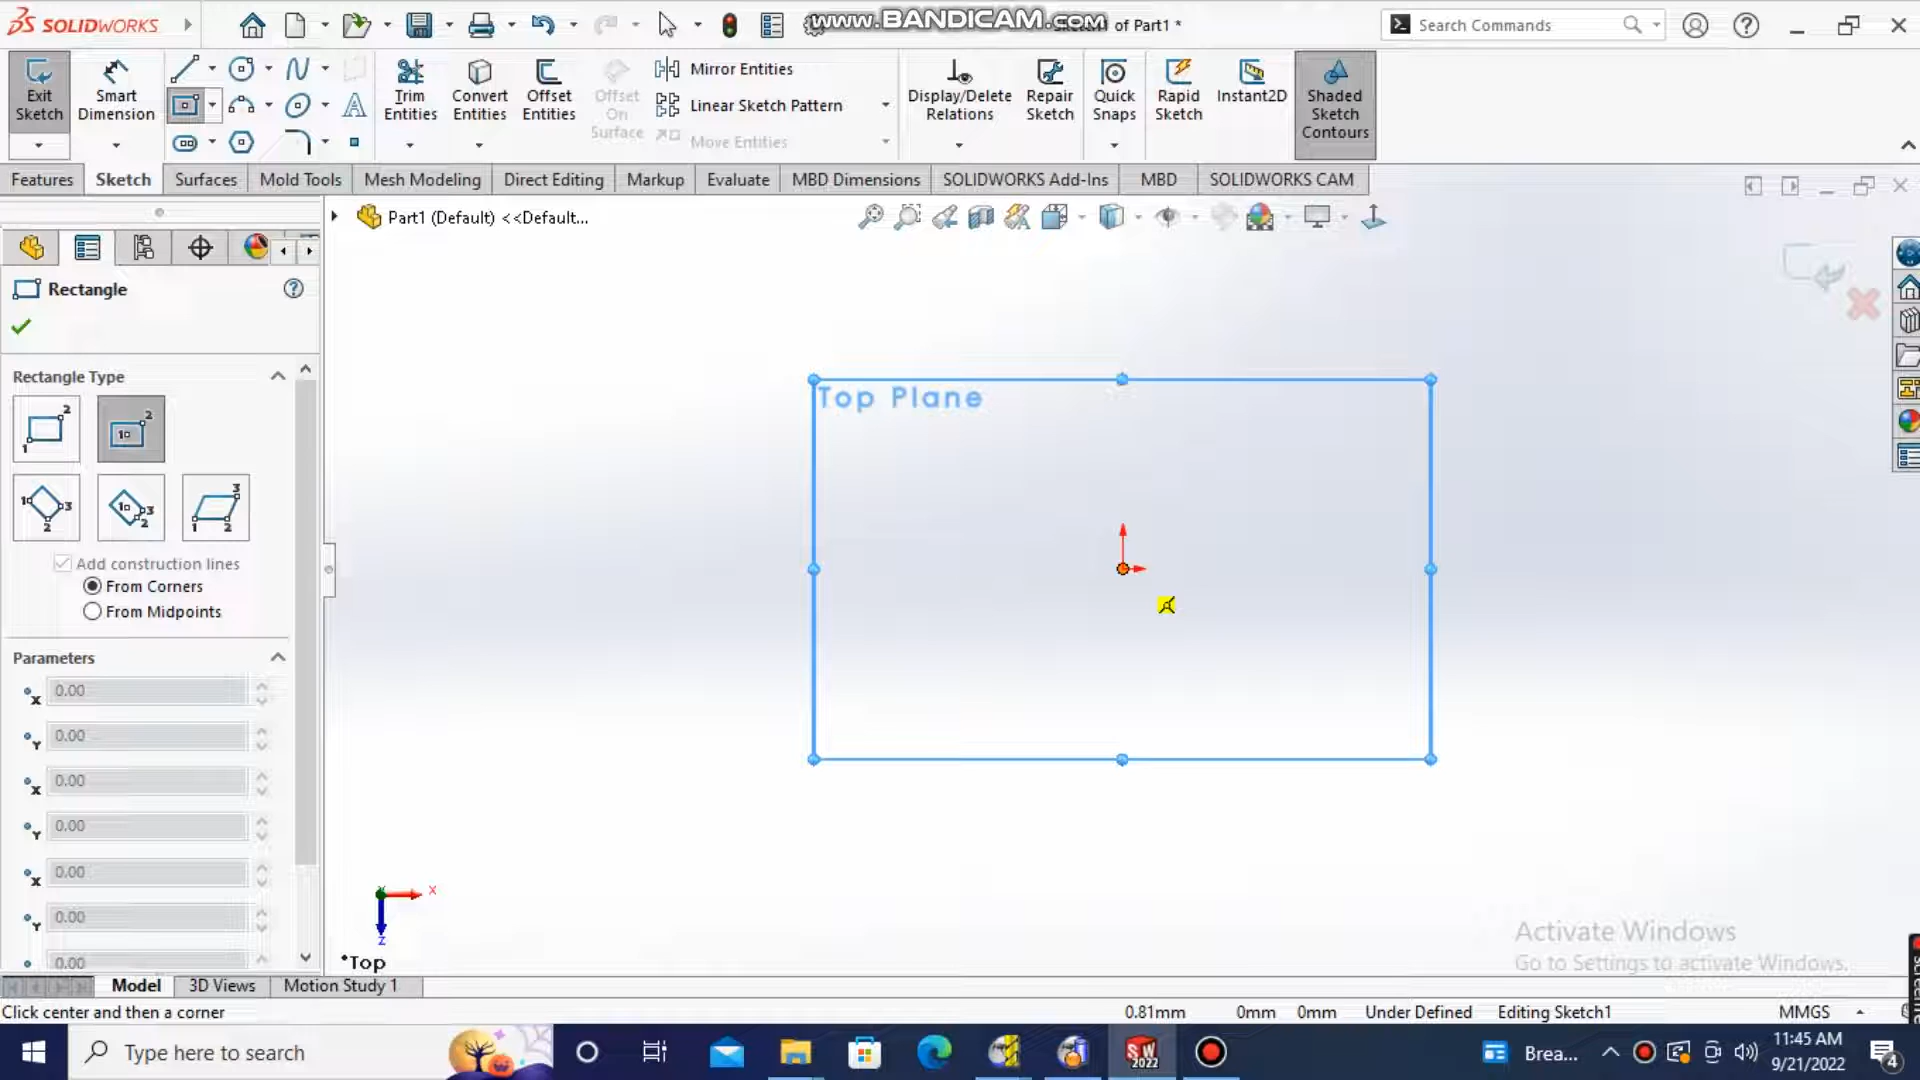 SOLIDWORKS
www.BANDICAM.com
of Part1 *
Search Commands
Exit Sketch
Smart Dimension
Trim Entities
Convert Entities
Offset Entities
Offset On Surface
Mirror Entities
Linear Sketch Pattern
Move Entities
Display/Delete Relations
Repair Sketch
Quick Snaps
Rapid Sketch
Instant2D
Shaded Sketch Contours
Features
Sketch
Surfaces
Mold Tools
Mesh Modeling
Direct Editing
Markup
Evaluate
MBD Dimensions
SOLIDWORKS Add-Ins
MBD
SOLIDWORKS CAM
Part1 (Default) <<Default...
Rectangle
Rectangle Type
Add construction lines
From Corners
From Midpoints
Parameters
X 0.00
Y 0.00
X 0.00
Y 0.00
X 0.00
Y 0.00
0.00
Top Plane
X
Z
*Top
Activate Windows
Go to Settings to activate Windows.
Model
3D Views
Motion Study 1
Click center and then a corner
0.81mm
0mm
0mm
Under Defined
Editing Sketch1
MMGS
Type here to search
SW 2022
Brea...
11:45 AM
9/21/2022
4